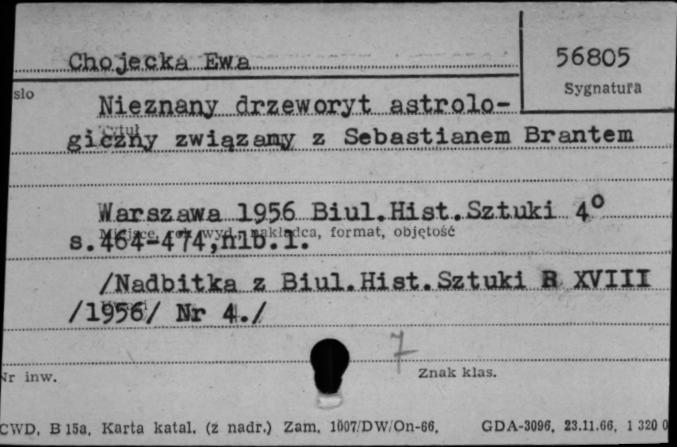 Chojecka Ewa
56805
Sygnatura
sło
Nieznany drzeworyt astrolo-
Tytuł
giczny związany z Sebastianem Brantem
Warszawa 1956 Biul.Hist.Sztuki 4°
Miejsce, rok wyd., nakładca, format, objętość
s.464-474,nlb.1.
/Nadbitka z Biul.Hist.Sztuki R XVIII
/1956/ Nr 4./
7
Nr inw.
Znak klas.
CWD, B 15a, Karta katal. (z nadr.) Zam. 1007/DW/On-66, GDA-3096, 23.11.66, 1 320 0